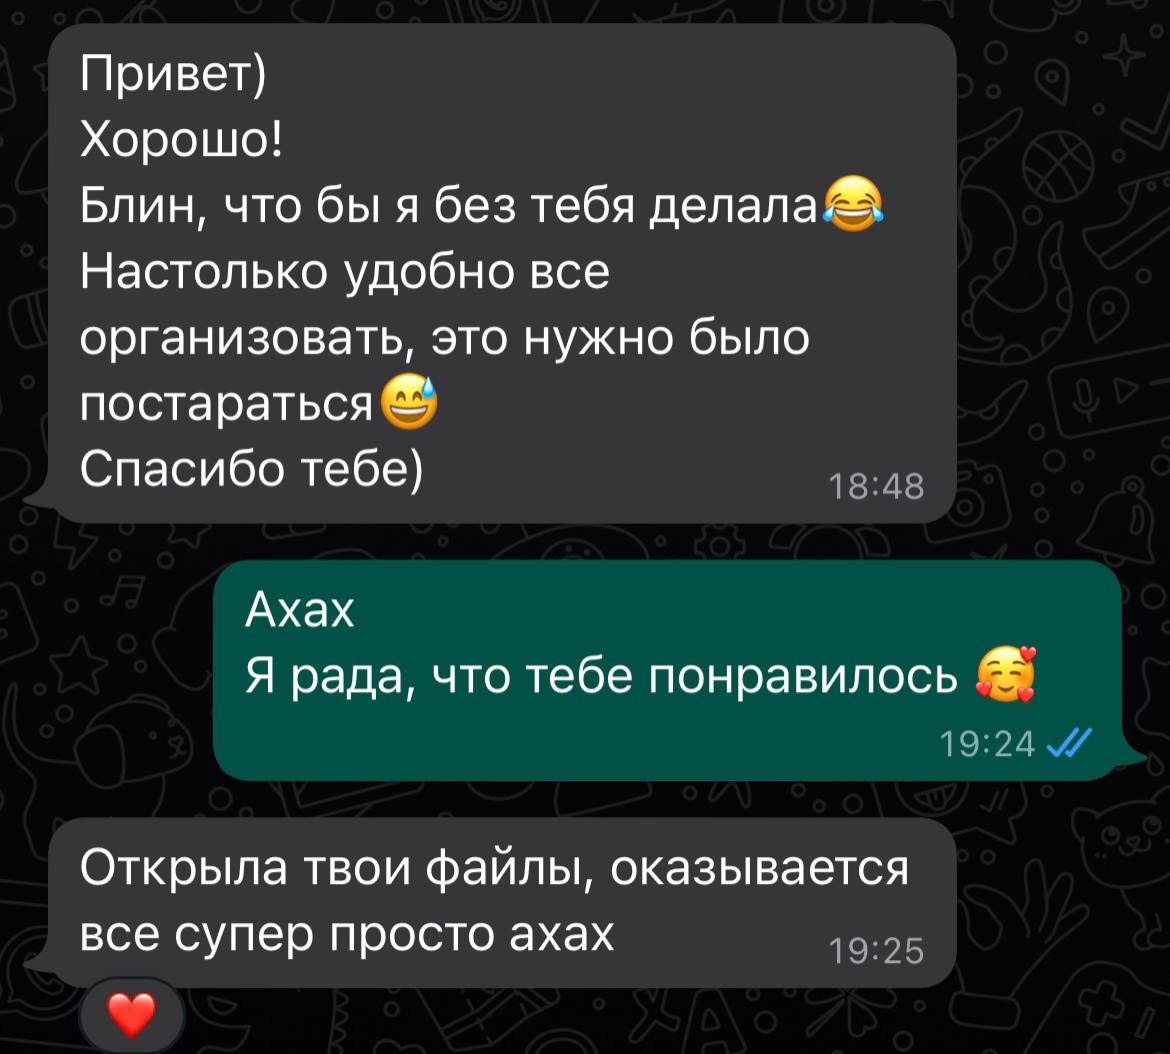 Привет)
Хорошо!
Блин, что бы я без тебя делала😂
Настолько удобно все
организовать, это нужно было
постараться😅
Спасибо тебе)
18:48
Ахах
Я рада, что тебе понравилось 🥰
19:24
Открыла твои файлы, оказывается
все супер просто ахах
19:25
❤️